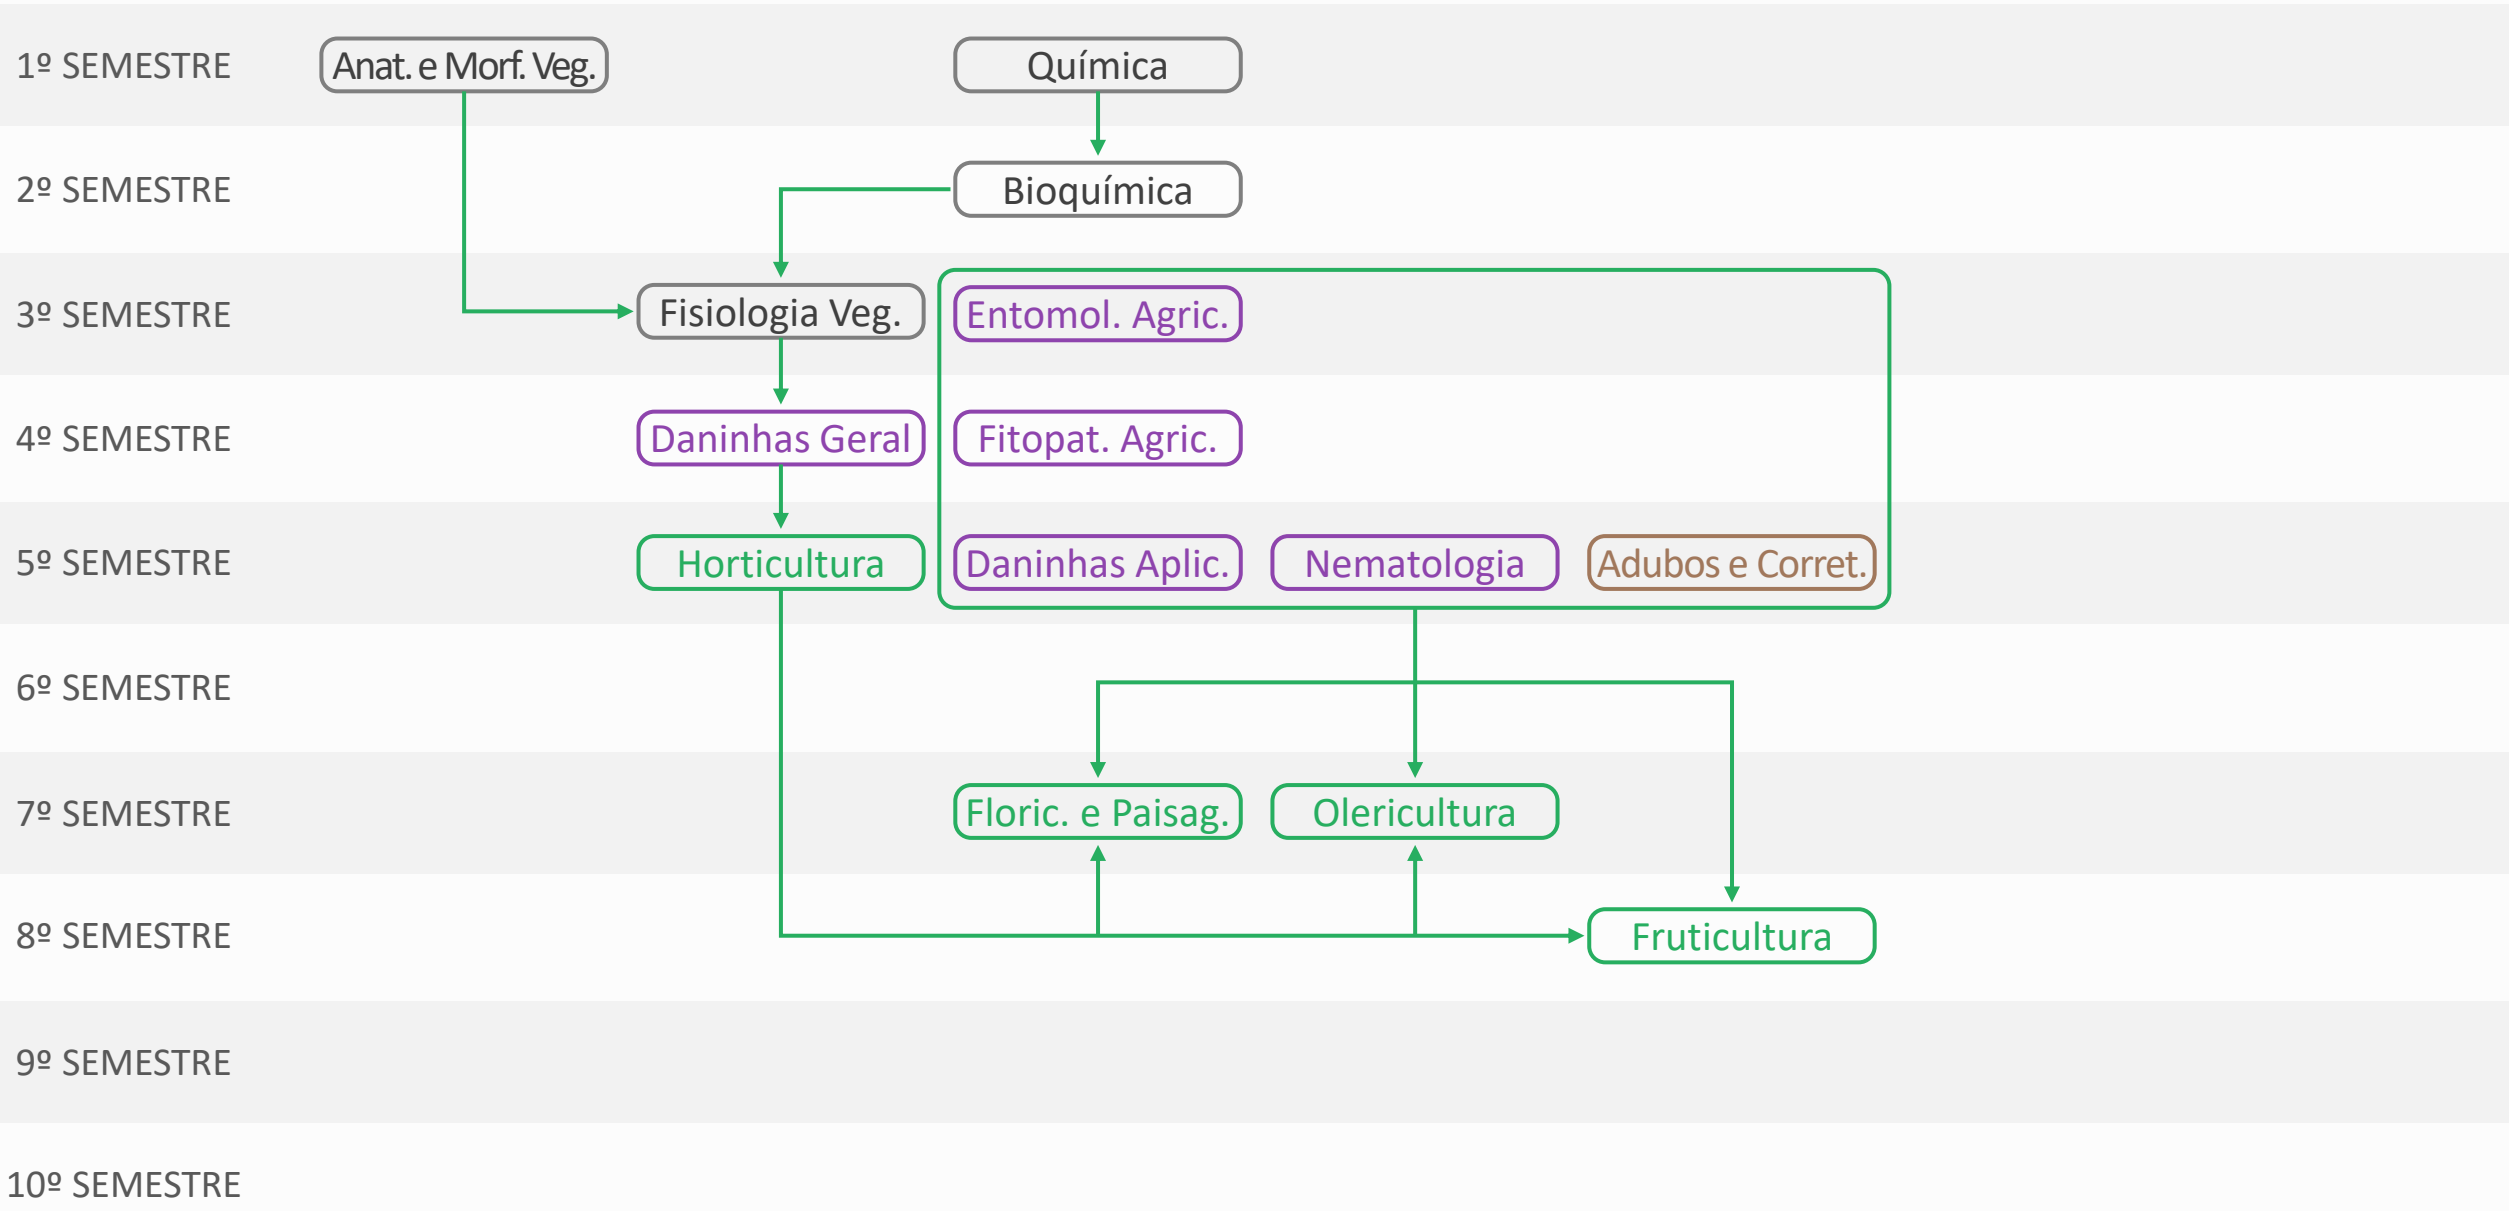 1º SEMESTRE
Anat. e Morf. Veg.
Química
2º SEMESTRE
Bioquímica
3º SEMESTRE
Fisiologia Veg.
Entomol. Agric.
4º SEMESTRE
Daninhas Geral
Fitopat. Agric.
5º SEMESTRE
Horticultura
Daninhas Aplic.
Nematologia
Adubos e Corret.
6º SEMESTRE
7º SEMESTRE
Floric. e Paisag.
Olericultura
8º SEMESTRE
Fruticultura
9º SEMESTRE
10º SEMESTRE